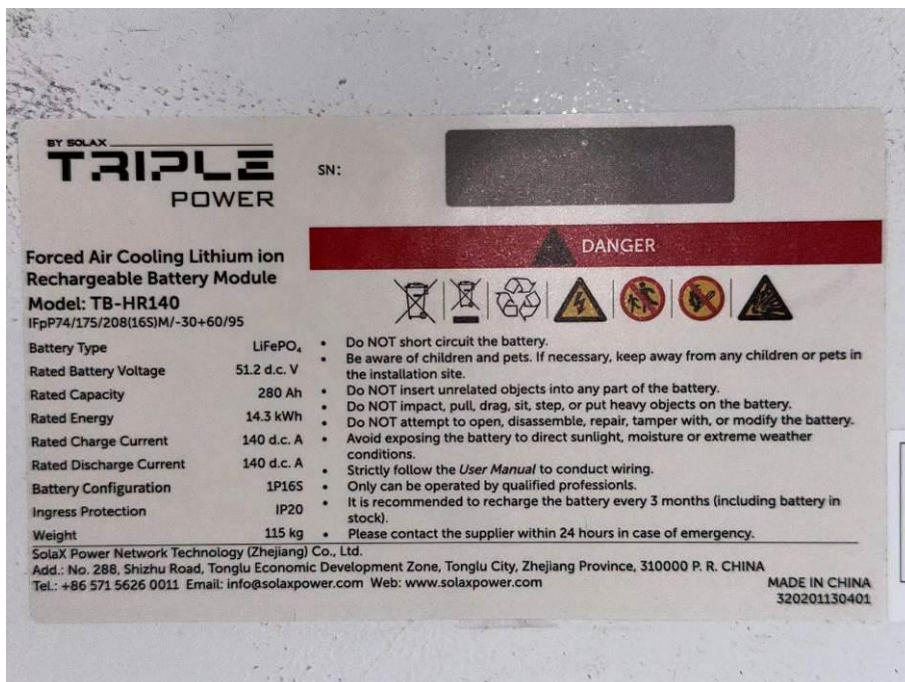 BY SOLAX
TRIPLE
POWER
SN:
DANGER
Forced Air Cooling Lithium ion
Rechargeable Battery Module
Model: TB-HR140
IFpP74/175/208(16S)M/-30+60/95
Battery Type LiFePO₄
Rated Battery Voltage 51.2 d.c. V
Rated Capacity 280 Ah
Rated Energy 14.3 kWh
Rated Charge Current 140 d.c. A
Rated Discharge Current 140 d.c. A
Battery Configuration 1P16S
Ingress Protection IP20
Weight 115 kg
• Do NOT short circuit the battery.
• Be aware of children and pets. If necessary, keep away from any children or pets in
the installation site.
• Do NOT insert unrelated objects into any part of the battery.
• Do NOT impact, pull, drag, sit, step, or put heavy objects on the battery.
• Do NOT attempt to open, disassemble, repair, tamper with, or modify the battery.
• Avoid exposing the battery to direct sunlight, moisture or extreme weather
conditions.
• Strictly follow the User Manual to conduct wiring.
• Only can be operated by qualified professionls.
• It is recommended to recharge the battery every 3 months (including battery in
stock).
• Please contact the supplier within 24 hours in case of emergency.
SolaX Power Network Technology (Zhejiang) Co., Ltd.
Add.: No. 288, Shizhu Road, Tonglu Economic Development Zone, Tonglu City, Zhejiang Province, 310000 P. R. CHINA
Tel.: +86 571 5626 0011 Email: info@solaxpower.com Web: www.solaxpower.com
MADE IN CHINA
320201130401